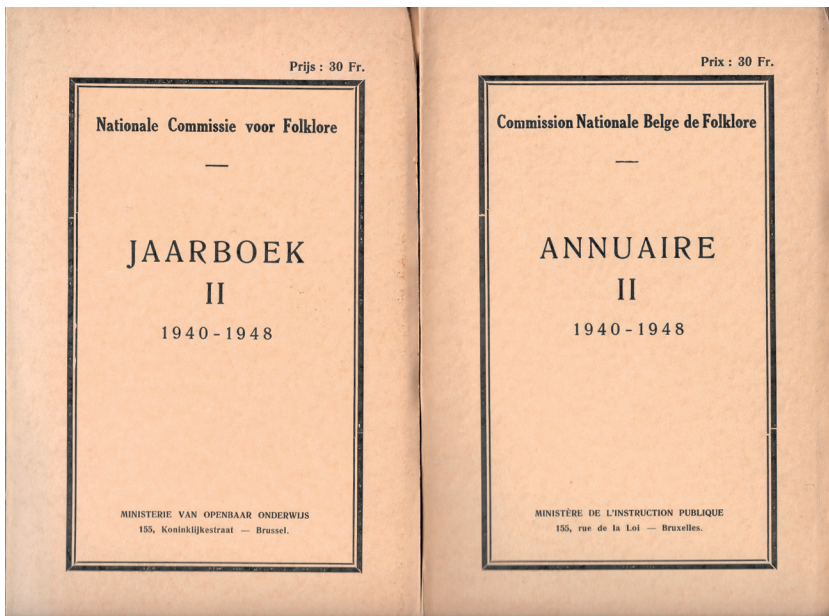 Prijs : 30 Fr.
Nationale Commissie voor Folklore
—
JAARBOEK
II
1940-1948
MINISTERIE VAN OPENBAAR ONDERWIJS
155, Koninklijkestraat — Brussel.
Prix : 30 Fr.
Commission Nationale Belge de Folklore
—
ANNUAIRE
II
1940-1948
MINISTÈRE DE L'INSTRUCTION PUBLIQUE
155, rue de la Loi — Bruxelles.